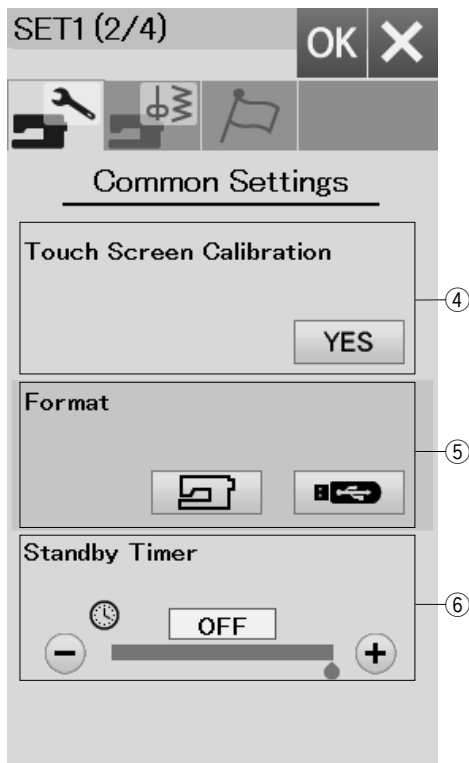 SET1 (2/4)
OK
Common Settings
Touch Screen Calibration
④
YES
Format
⑤
Standby Timer
⑥
OFF